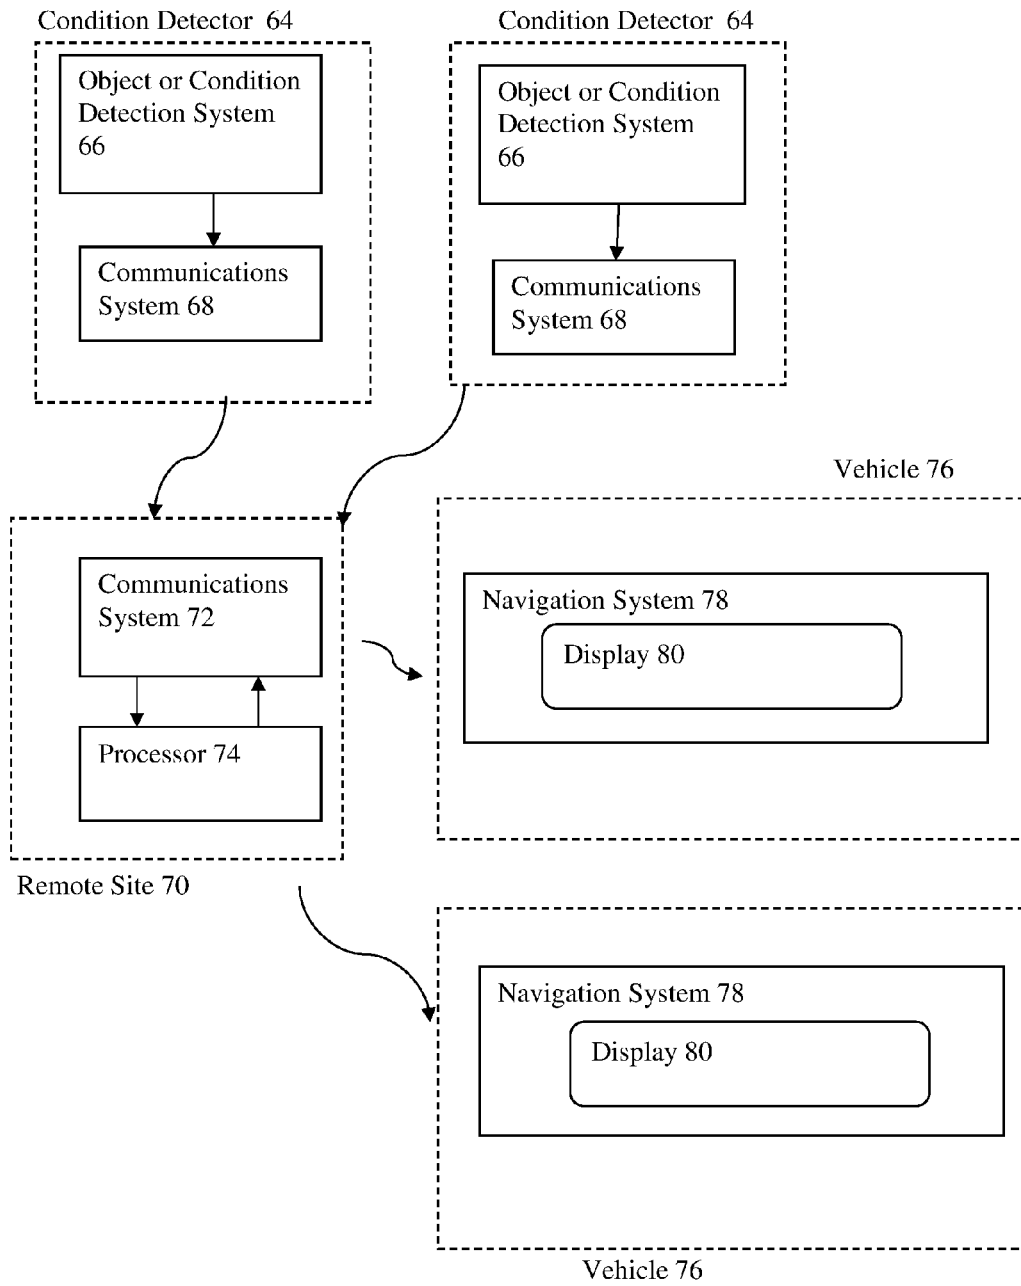 Condition Detector 64
Condition Detector 64
Object or Condition
Detection System
66
Communications
System 68
Object or Condition
Detection System
66
Communications
System 68
Vehicle 76
Communications
System 72
Processor 74
Remote Site 70
Navigation System 78
Display 80
Navigation System 78
Display 80
Vehicle 76